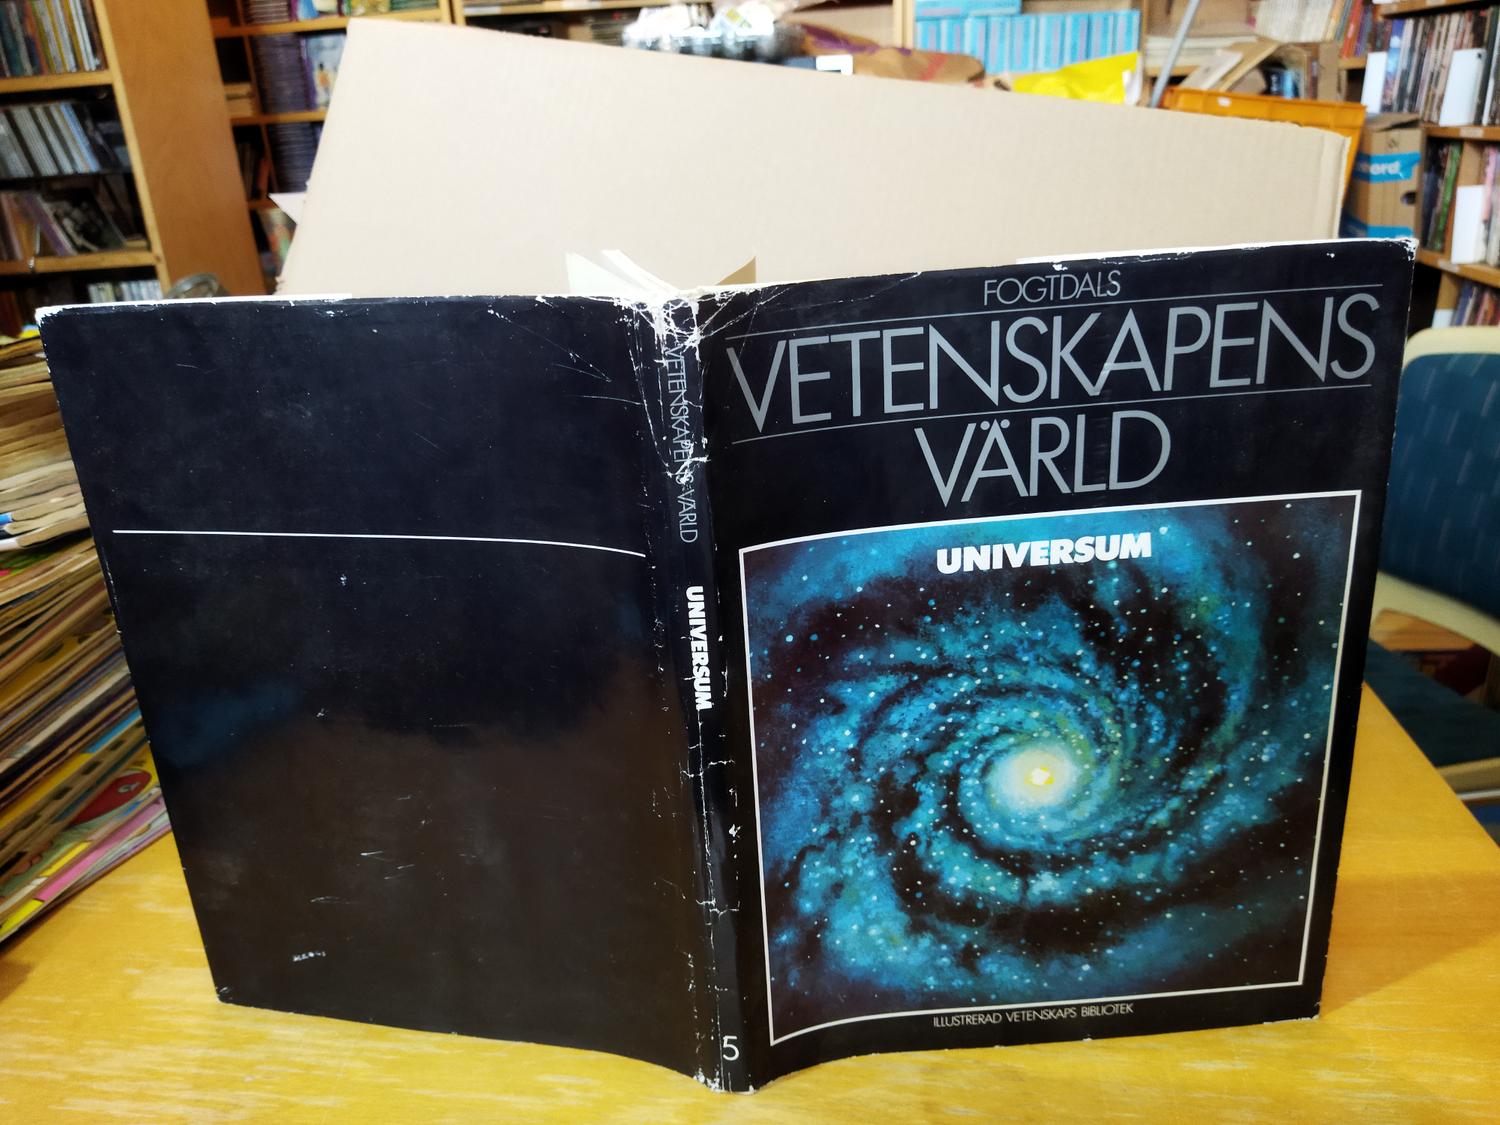 FOGTDALS
VETENSKAPENS
VÄRLD
UNIVERSUM
ILLUSTRERAD VETENSKAPS BIBLIOTEK
VETENSKAPENS VÄRLD
UNIVERSUM
5